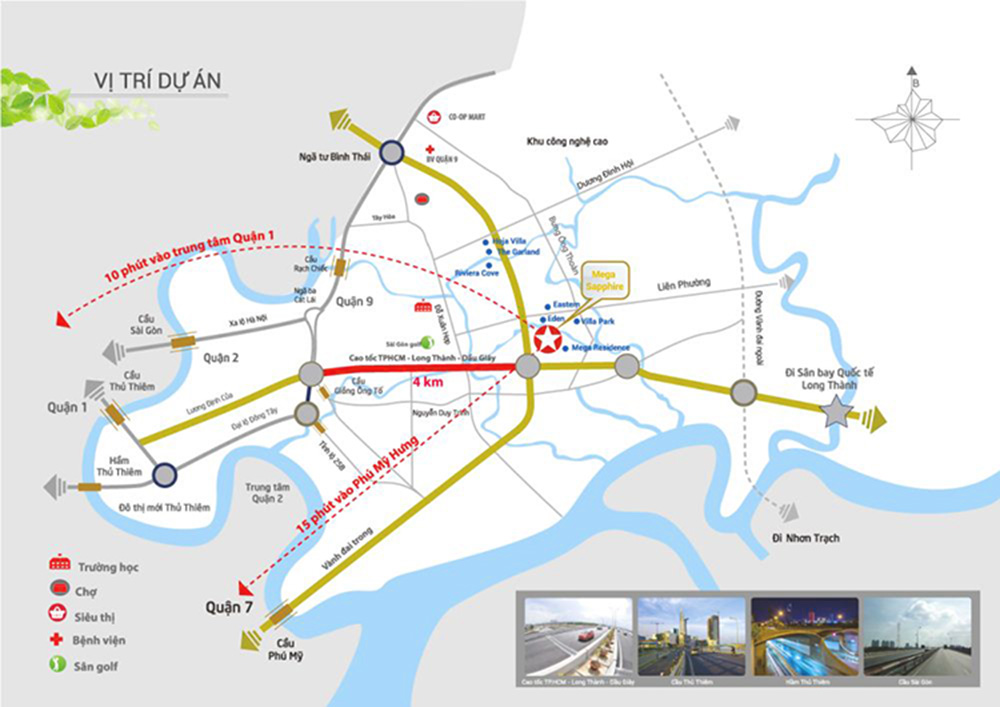 VỊ TRÍ DỰ ÁN
B
CO-OP MART
Ngã tư Bình Thái
BV QUẬN 9
Khu công nghệ cao
Dương Đình Hội
Tây Hòa
Bưng Ông Thoàn
10 phút vào trung tâm Quận 1
Cầu
Rạch Chiếc
Heja Villa
The Garland
Riviera Cove
Mega
Sapphire
Liên Phường
Đường Vành đai ngoài
Ngã ba
Cát Lái
Quận 9
Đỗ Xuân Hợp
Eastern
Eden
Villa Park
Mega Residence
Cầu
Sài Gòn
Xa lộ Hà Nội
Quận 2
Sài Gòn golf
Cao tốc TPHCM - Long Thành - Dầu Giây
4 km
Cầu
Thủ Thiêm
Cầu
Giồng Ông Tố
Đi Sân bay Quốc tế
Long Thành
Quận 1
Lương Định Của
Đại lộ Đông Tây
Nguyễn Duy Trinh
Tỉnh lộ 25B
Hầm
Thủ Thiêm
Đô thị mới Thủ Thiêm
Trung tâm
Quận 2
15 phút vào Phú Mỹ Hưng
Vành đai trong
Đi Nhơn Trạch
Trường học
Chợ
Siêu thị
Bệnh viện
Sân golf
Quận 7
Cầu
Phú Mỹ
Cao tốc TPHCM - Long Thành - Dầu Giây
Cầu Thủ Thiêm
Hầm Thủ Thiêm
Cầu Sài Gòn